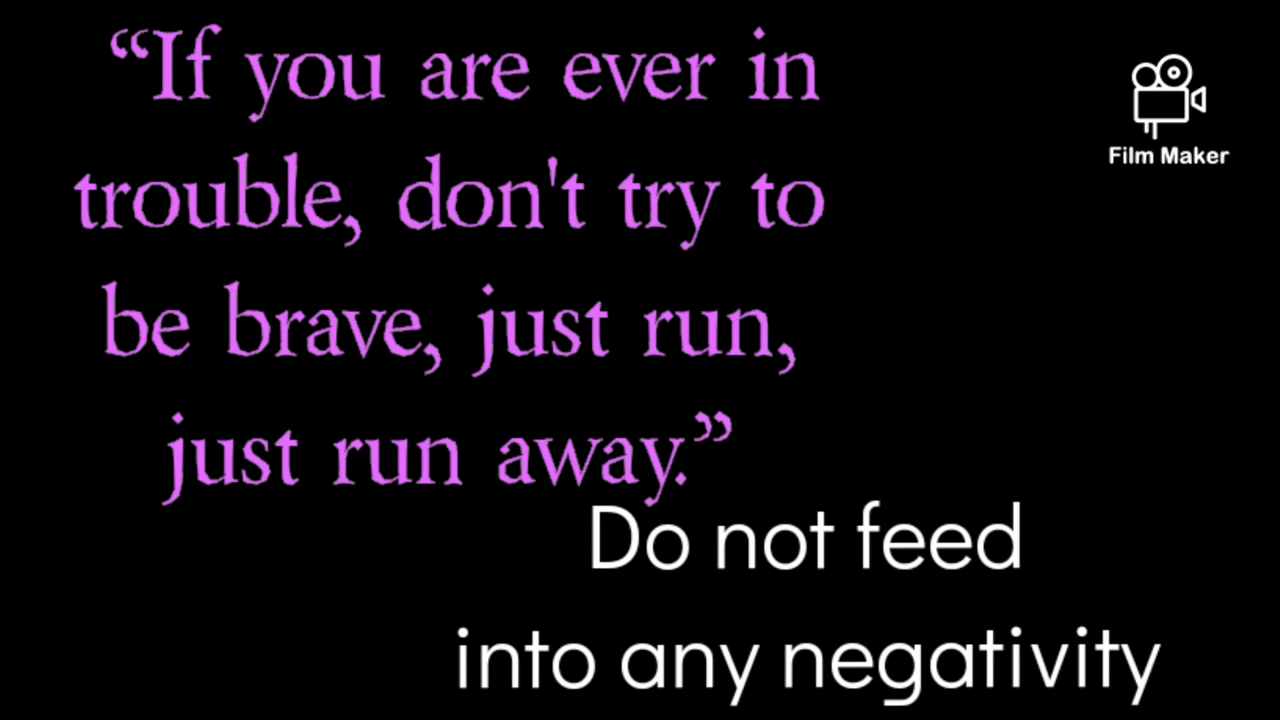 “If you are ever in
trouble, don't try to
be brave, just run,
just run away.”
Do not feed
into any negativity
Film Maker